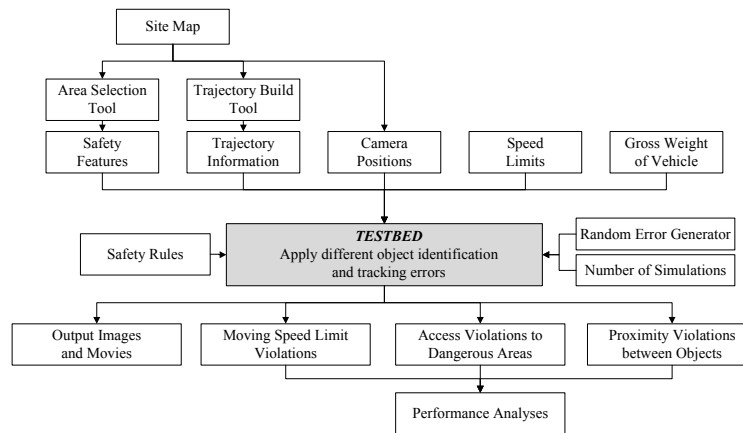 Site Map
Area Selection
Tool
Trajectory Build
Tool
Safety
Features
Trajectory
Information
Camera
Positions
Speed
Limits
Gross Weight
of Vehicle
Safety Rules
TESTBED
Apply different object identification
and tracking errors
Random Error Generator
Number of Simulations
Output Images
and Movies
Moving Speed Limit
Violations
Access Violations to
Dangerous Areas
Proximity Violations
between Objects
Performance Analyses